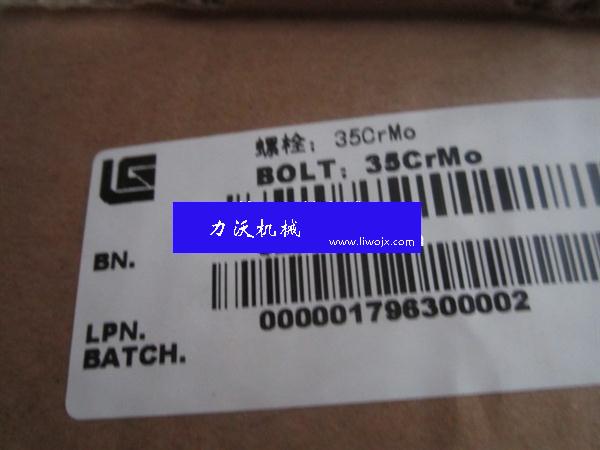 螺栓：35CrMo
BOLT：35CrMo
力沃机械
www.liwojx.com
BN.
000001796300002
LPN.
BATCH.